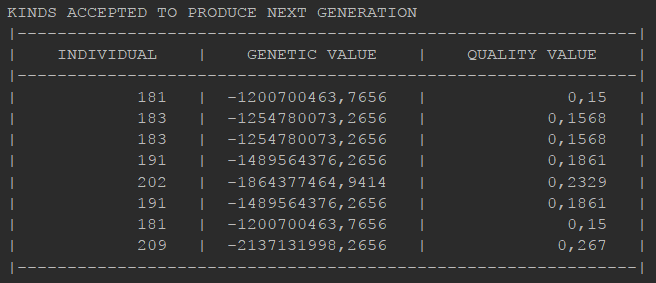 KINDS ACCEPTED TO PRODUCE NEXT GENERATION
|---------------------------------------------------------------|
|    INDIVIDUAL    |    GENETIC VALUE    |    QUALITY VALUE    |
|---------------------------------------------------------------|
|            181   |  -1200700463,7656   |              0,15   |
|            183   |  -1254780073,2656   |            0,1568   |
|            183   |  -1254780073,2656   |            0,1568   |
|            191   |  -1489564376,2656   |            0,1861   |
|            202   |  -1864377464,9414   |            0,2329   |
|            191   |  -1489564376,2656   |            0,1861   |
|            181   |  -1200700463,7656   |              0,15   |
|            209   |  -2137131998,2656   |             0,267   |
|---------------------------------------------------------------|